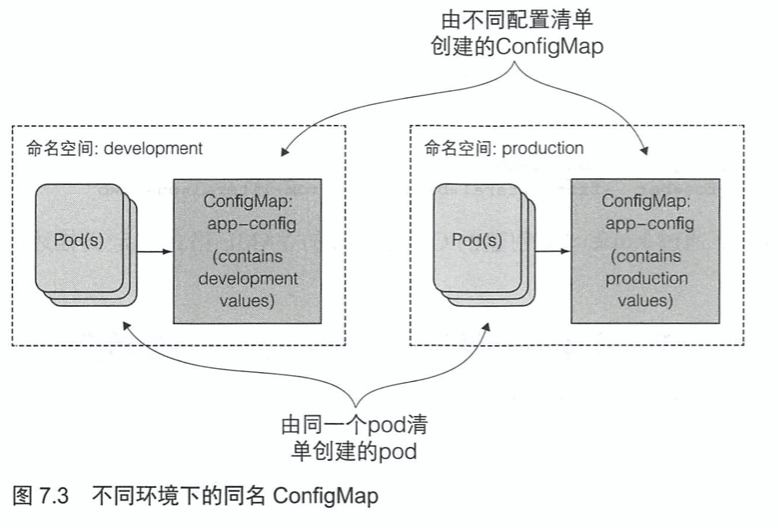 由不同配置清单
创建的ConfigMap
命名空间: development
Pod(s)
ConfigMap:
app-config
(contains
development
values)
命名空间: production
Pod(s)
ConfigMap:
app-config
(contains
production
values)
由同一个pod清
单创建的pod
图 7.3 不同环境下的同名 ConfigMap